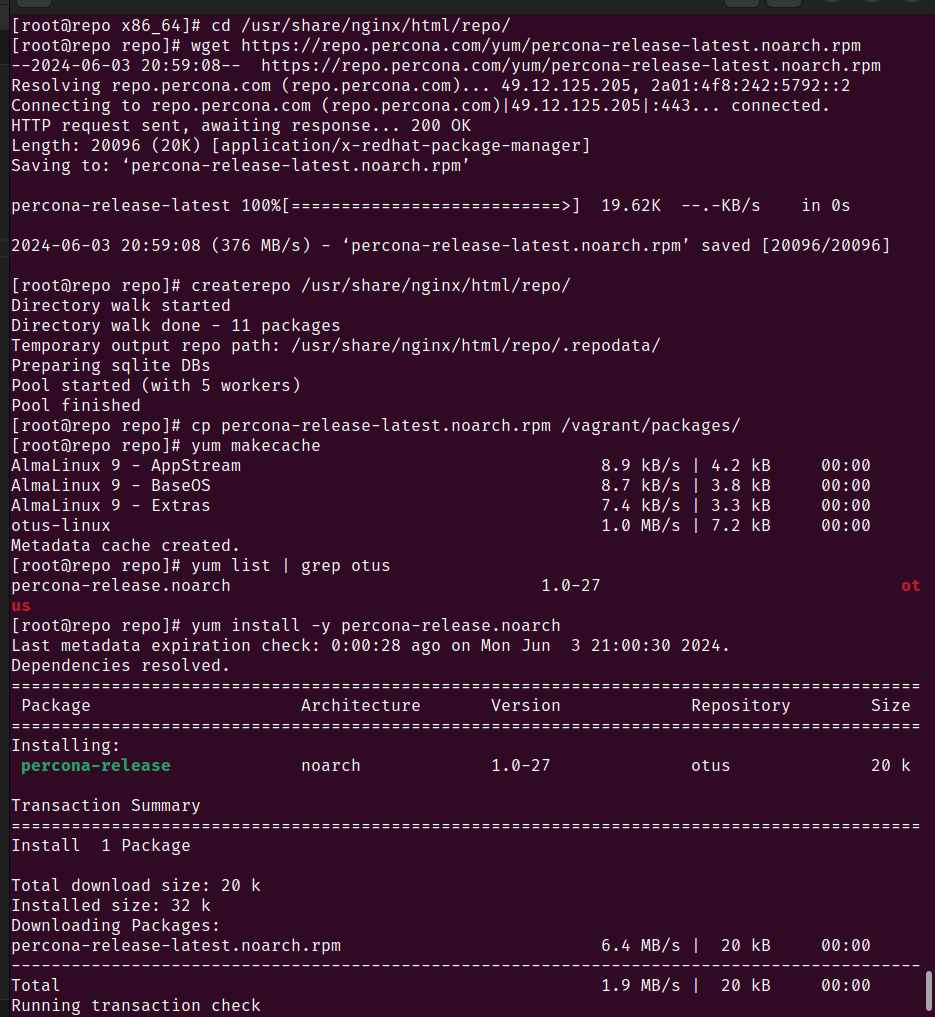 [root@repo x86_64]# cd /usr/share/nginx/html/repo/
[root@repo repo]# wget https://repo.percona.com/yum/percona-release-latest.noarch.rpm
--2024-06-03 20:59:08--  https://repo.percona.com/yum/percona-release-latest.noarch.rpm
Resolving repo.percona.com (repo.percona.com)... 49.12.125.205, 2a01:4f8:242:5792::2
Connecting to repo.percona.com (repo.percona.com)|49.12.125.205|:443... connected.
HTTP request sent, awaiting response... 200 OK
Length: 20096 (20K) [application/x-redhat-package-manager]
Saving to: ‘percona-release-latest.noarch.rpm’

percona-release-latest 100%[===========================>]  19.62K  --.-KB/s    in 0s

2024-06-03 20:59:08 (376 MB/s) - ‘percona-release-latest.noarch.rpm’ saved [20096/20096]

[root@repo repo]# createrepo /usr/share/nginx/html/repo/
Directory walk started
Directory walk done - 11 packages
Temporary output repo path: /usr/share/nginx/html/repo/.repodata/
Preparing sqlite DBs
Pool started (with 5 workers)
Pool finished
[root@repo repo]# cp percona-release-latest.noarch.rpm /vagrant/packages/
[root@repo repo]# yum makecache
AlmaLinux 9 - AppStream                                    8.9 kB/s | 4.2 kB     00:00
AlmaLinux 9 - BaseOS                                       8.7 kB/s | 3.8 kB     00:00
AlmaLinux 9 - Extras                                       7.4 kB/s | 3.3 kB     00:00
otus-linux                                                 1.0 MB/s | 7.2 kB     00:00
Metadata cache created.
[root@repo repo]# yum list | grep otus
percona-release.noarch                               1.0-27                              ot
us
[root@repo repo]# yum install -y percona-release.noarch
Last metadata expiration check: 0:00:28 ago on Mon Jun  3 21:00:30 2024.
Dependencies resolved.
===========================================================================================
 Package                     Architecture       Version             Repository        Size
===========================================================================================
Installing:
 percona-release             noarch             1.0-27              otus              20 k

Transaction Summary
===========================================================================================
Install  1 Package

Total download size: 20 k
Installed size: 32 k
Downloading Packages:
percona-release-latest.noarch.rpm                          6.4 MB/s |  20 kB     00:00
-------------------------------------------------------------------------------------------
Total                                                      1.9 MB/s |  20 kB     00:00
Running transaction check